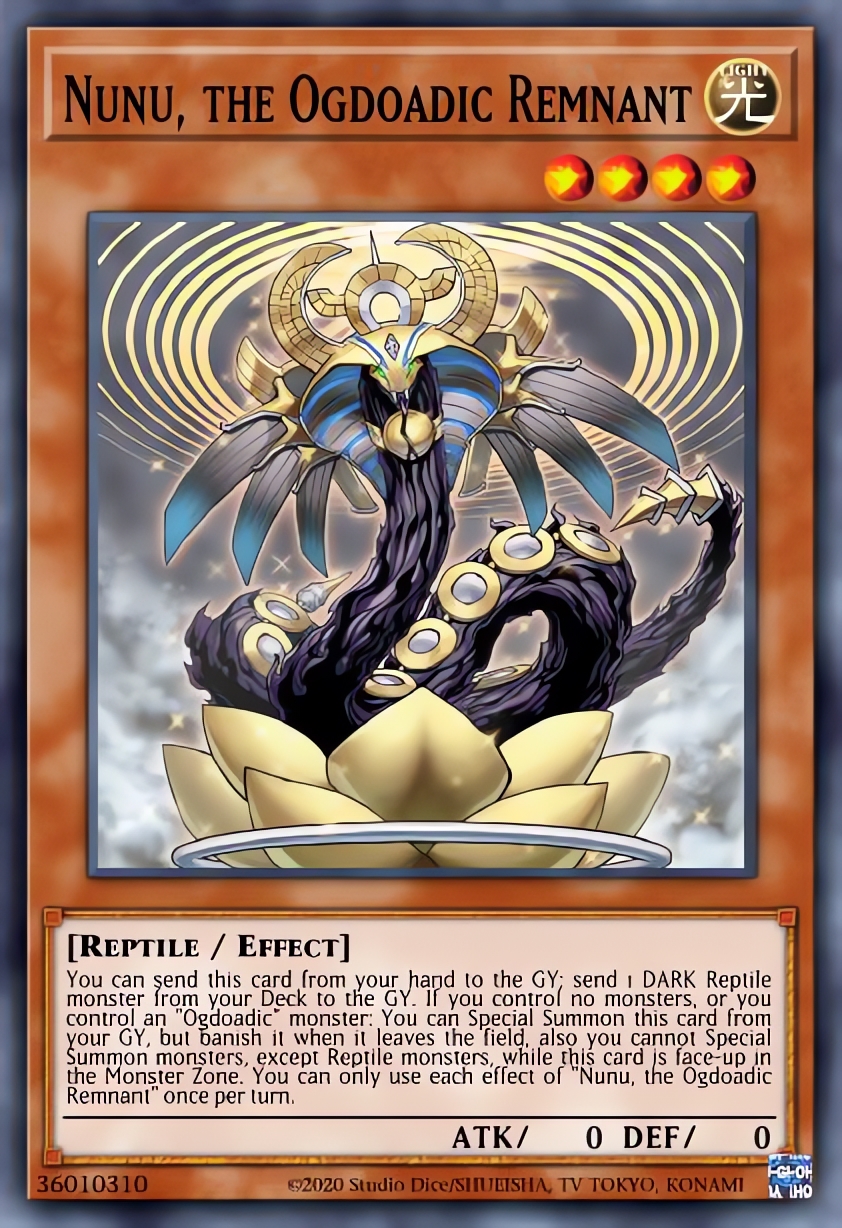 NUNU, THE OGDOADIC REMNANT
LIGHT
光
[REPTILE / EFFECT]
You can send this card from your hand to the GY; send 1 DARK Reptile
monster from your Deck to the GY. If you control no monsters, or you
control an "Ogdoadic" monster: You can Special Summon this card from
your GY, but banish it when it leaves the field, also you cannot Special
Summon monsters, except Reptile monsters, while this card is face-up in
the Monster Zone. You can only use each effect of "Nunu, the Ogdoadic
Remnant" once per turn.
ATK/ 0 DEF/ 0
36010310 ©2020 Studio Dice/SHUEISHA, TV TOKYO, KONAMI